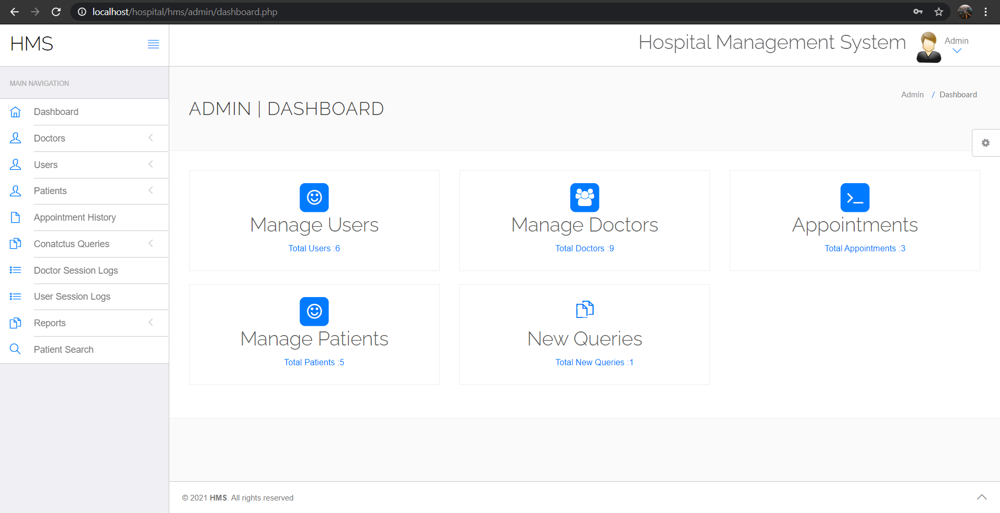 localhost/hospital/hms/admin/dashboard.php
HMS
Hospital Management System
Admin
MAIN NAVIGATION
Dashboard
Doctors
Users
Patients
Appointment History
Conatctus Queries
Doctor Session Logs
User Session Logs
Reports
Patient Search
ADMIN | DASHBOARD
Admin / Dashboard
Manage Users
Total Users :6
Manage Doctors
Total Doctors :9
Appointments
Total Appointments :3
Manage Patients
Total Patients :5
New Queries
Total New Queries :1
© 2021 HMS. All rights reserved